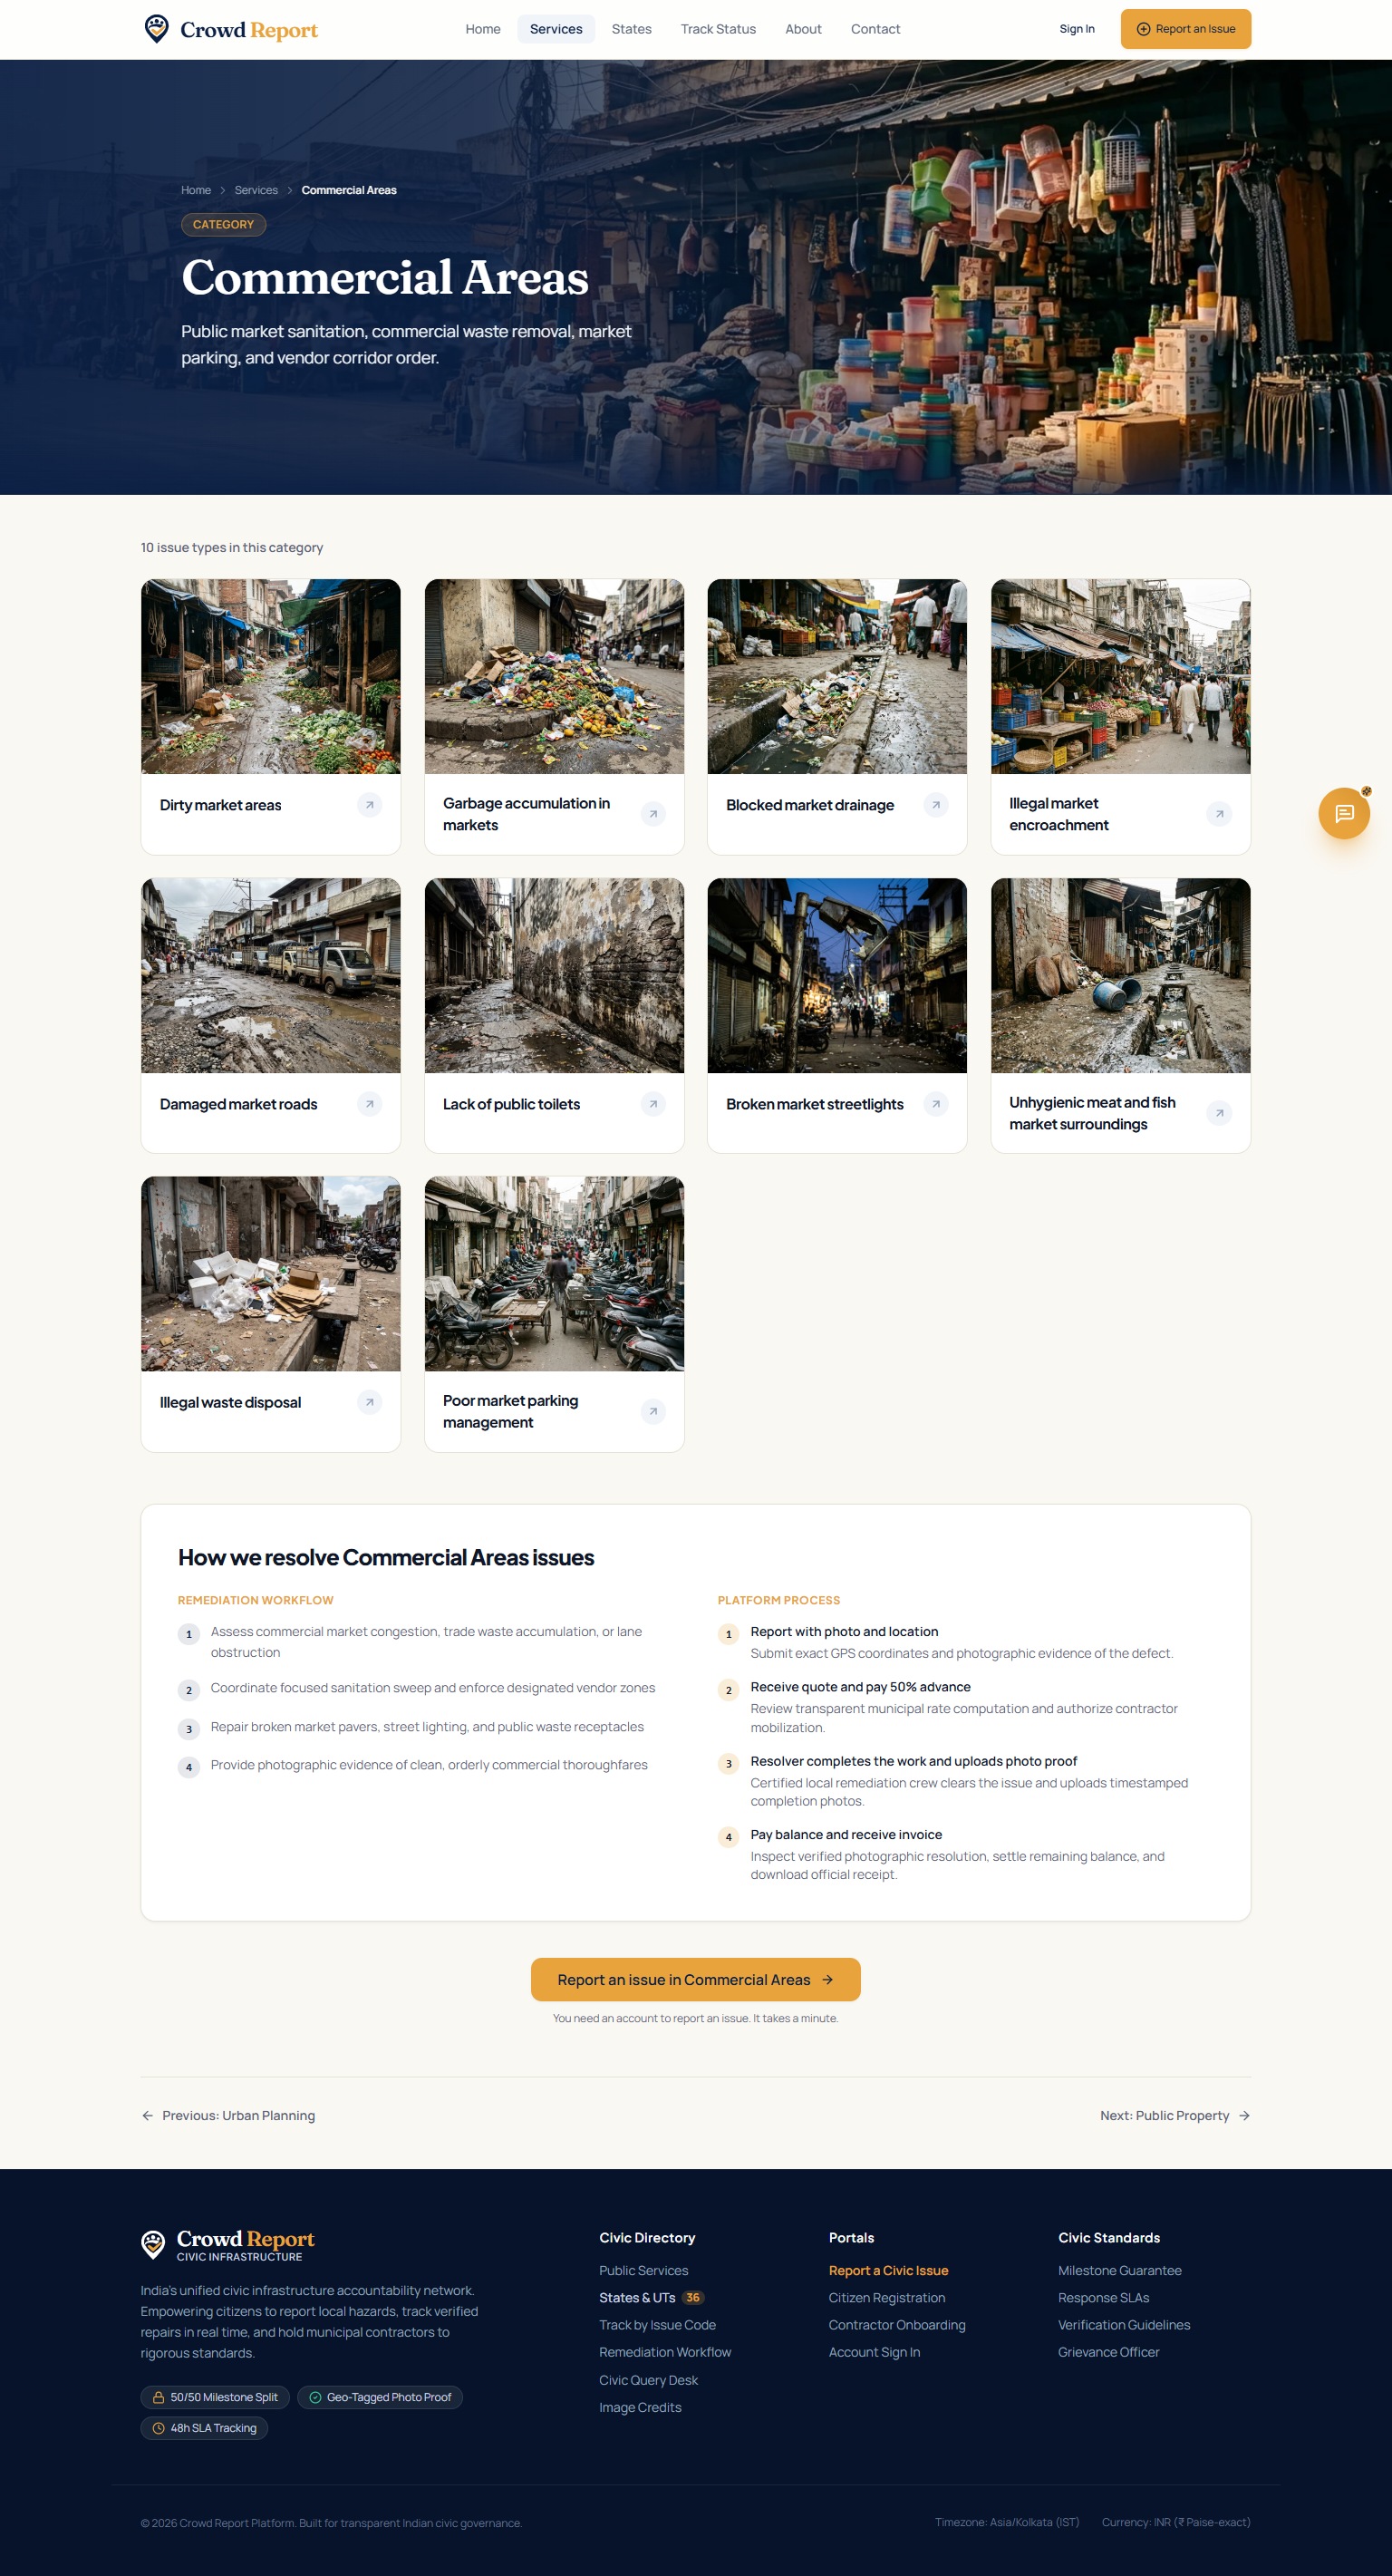 Crowd Report
Home
Services
States
Track Status
About
Contact
Sign In
Report an Issue
Home > Services > Commercial Areas
CATEGORY
Commercial Areas
Public market sanitation, commercial waste removal, market
parking, and vendor corridor order.
10 issue types in this category
Dirty market areas
Garbage accumulation in
markets
Blocked market drainage
Illegal market
encroachment
Damaged market roads
Lack of public toilets
Broken market streetlights
Unhygienic meat and fish
market surroundings
Illegal waste disposal
Poor market parking
management
How we resolve Commercial Areas issues
REMEDIATION WORKFLOW
1 Assess commercial market congestion, trade waste accumulation, or lane
obstruction
2 Coordinate focused sanitation sweep and enforce designated vendor zones
3 Repair broken market pavers, street lighting, and public waste receptacles
4 Provide photographic evidence of clean, orderly commercial thoroughfares
PLATFORM PROCESS
1 Report with photo and location
Submit exact GPS coordinates and photographic evidence of the defect.
2 Receive quote and pay 50% advance
Review transparent municipal rate computation and authorize contractor
mobilization.
3 Resolver completes the work and uploads photo proof
Certified local remediation crew clears the issue and uploads timestamped
completion photos.
4 Pay balance and receive invoice
Inspect verified photographic resolution, settle remaining balance, and
download official receipt.
Report an issue in Commercial Areas
You need an account to report an issue. It takes a minute.
Previous: Urban Planning
Next: Public Property
Crowd Report
CIVIC INFRASTRUCTURE
India's unified civic infrastructure accountability network.
Empowering citizens to report local hazards, track verified
repairs in real time, and hold municipal contractors to
rigorous standards.
50/50 Milestone Split
Geo-Tagged Photo Proof
48h SLA Tracking
Civic Directory
Public Services
States & UTs 36
Track by Issue Code
Remediation Workflow
Civic Query Desk
Image Credits
Portals
Report a Civic Issue
Citizen Registration
Contractor Onboarding
Account Sign In
Civic Standards
Milestone Guarantee
Response SLAs
Verification Guidelines
Grievance Officer
© 2026 Crowd Report Platform. Built for transparent Indian civic governance.
Timezone: Asia/Kolkata (IST)
Currency: INR (₹ Paise-exact)